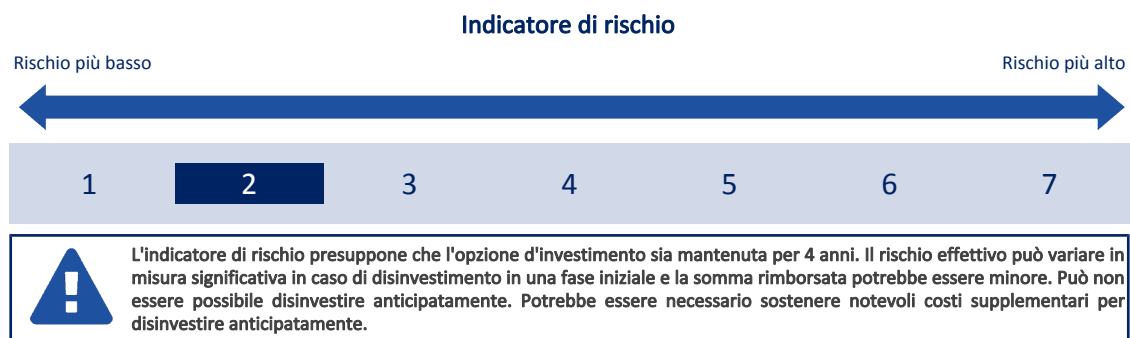 Indicatore di rischio
Rischio più basso Rischio più alto
1 2 3 4 5 6 7
L'indicatore di rischio presuppone che l'opzione d'investimento sia mantenuta per 4 anni. Il rischio effettivo può variare in
misura significativa in caso di disinvestimento in una fase iniziale e la somma rimborsata potrebbe essere minore. Può non
essere possibile disinvestire anticipatamente. Potrebbe essere necessario sostenere notevoli costi supplementari per
disinvestire anticipatamente.